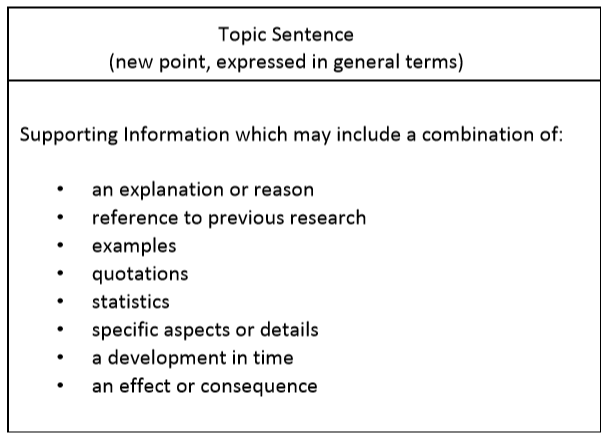 Topic Sentence
(new point, expressed in general terms)
Supporting Information which may include a combination of:
• an explanation or reason
• reference to previous research
• examples
• quotations
• statistics
• specific aspects or details
• a development in time
• an effect or consequence